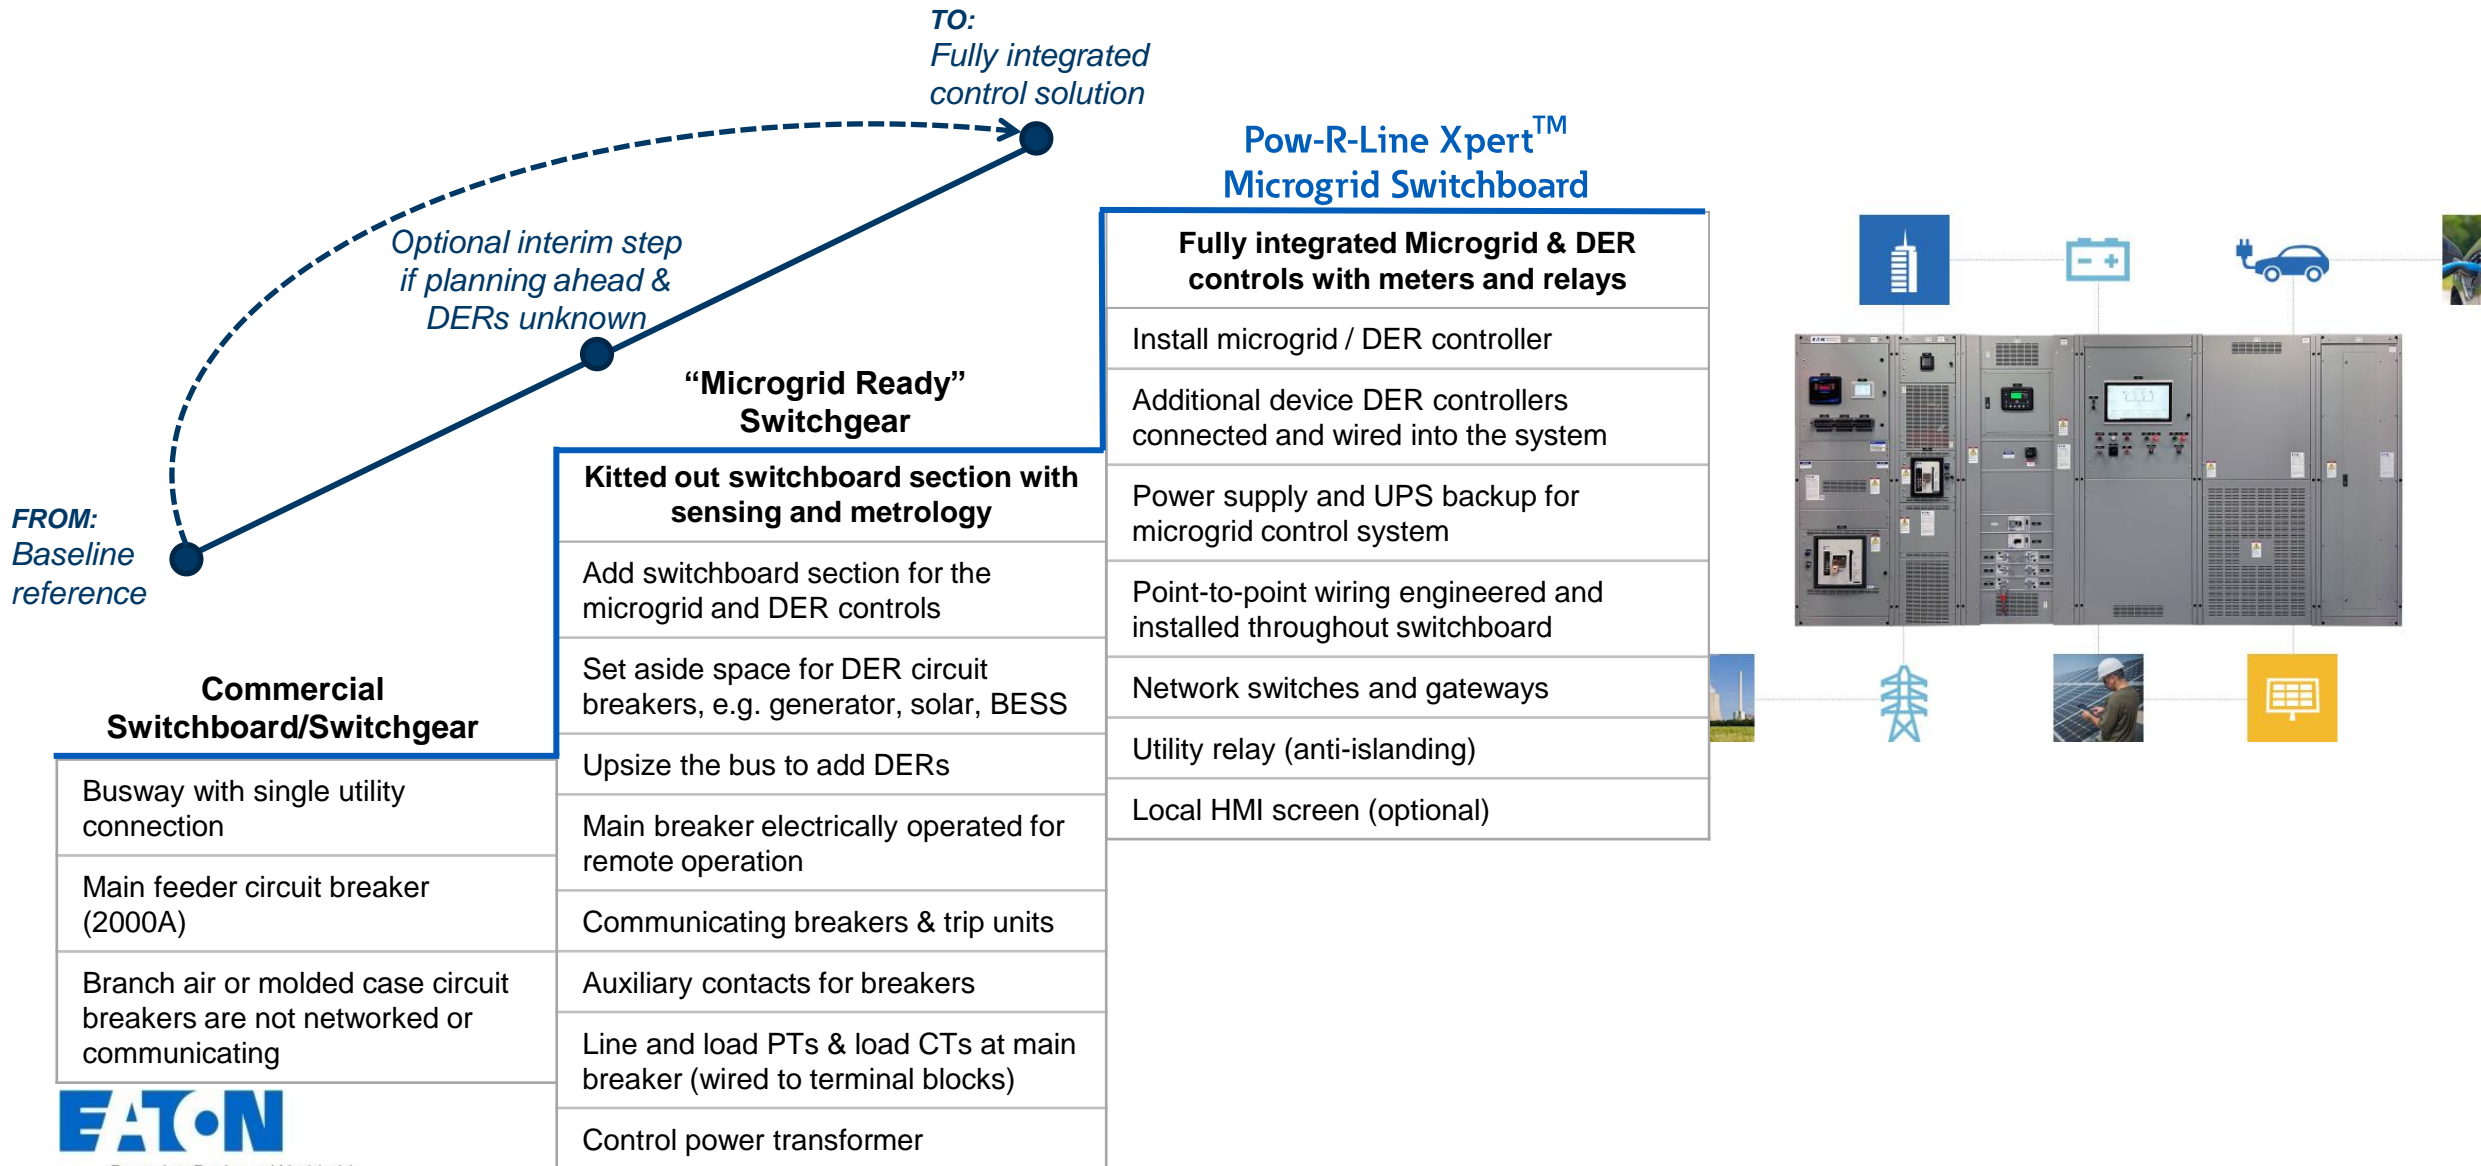 TO:
Fully integrated
control solution
Optional interim step
if planning ahead &
DERs unknown
FROM:
Baseline
reference
Commercial
Switchboard/Switchgear
Busway with single utility
connection
Main feeder circuit breaker
(2000A)
Branch air or molded case circuit
breakers are not networked or
communicating
“Microgrid Ready”
Switchgear
Kitted out switchboard section with
sensing and metrology
Add switchboard section for the
microgrid and DER controls
Set aside space for DER circuit
breakers, e.g. generator, solar, BESS
Upsize the bus to add DERs
Main breaker electrically operated for
remote operation
Communicating breakers & trip units
Auxiliary contacts for breakers
Line and load PTs & load CTs at main
breaker (wired to terminal blocks)
Control power transformer
Pow-R-Line Xpert™
Microgrid Switchboard
Fully integrated Microgrid & DER
controls with meters and relays
Install microgrid / DER controller
Additional device DER controllers
connected and wired into the system
Power supply and UPS backup for
microgrid control system
Point-to-point wiring engineered and
installed throughout switchboard
Network switches and gateways
Utility relay (anti-islanding)
Local HMI screen (optional)
EATON